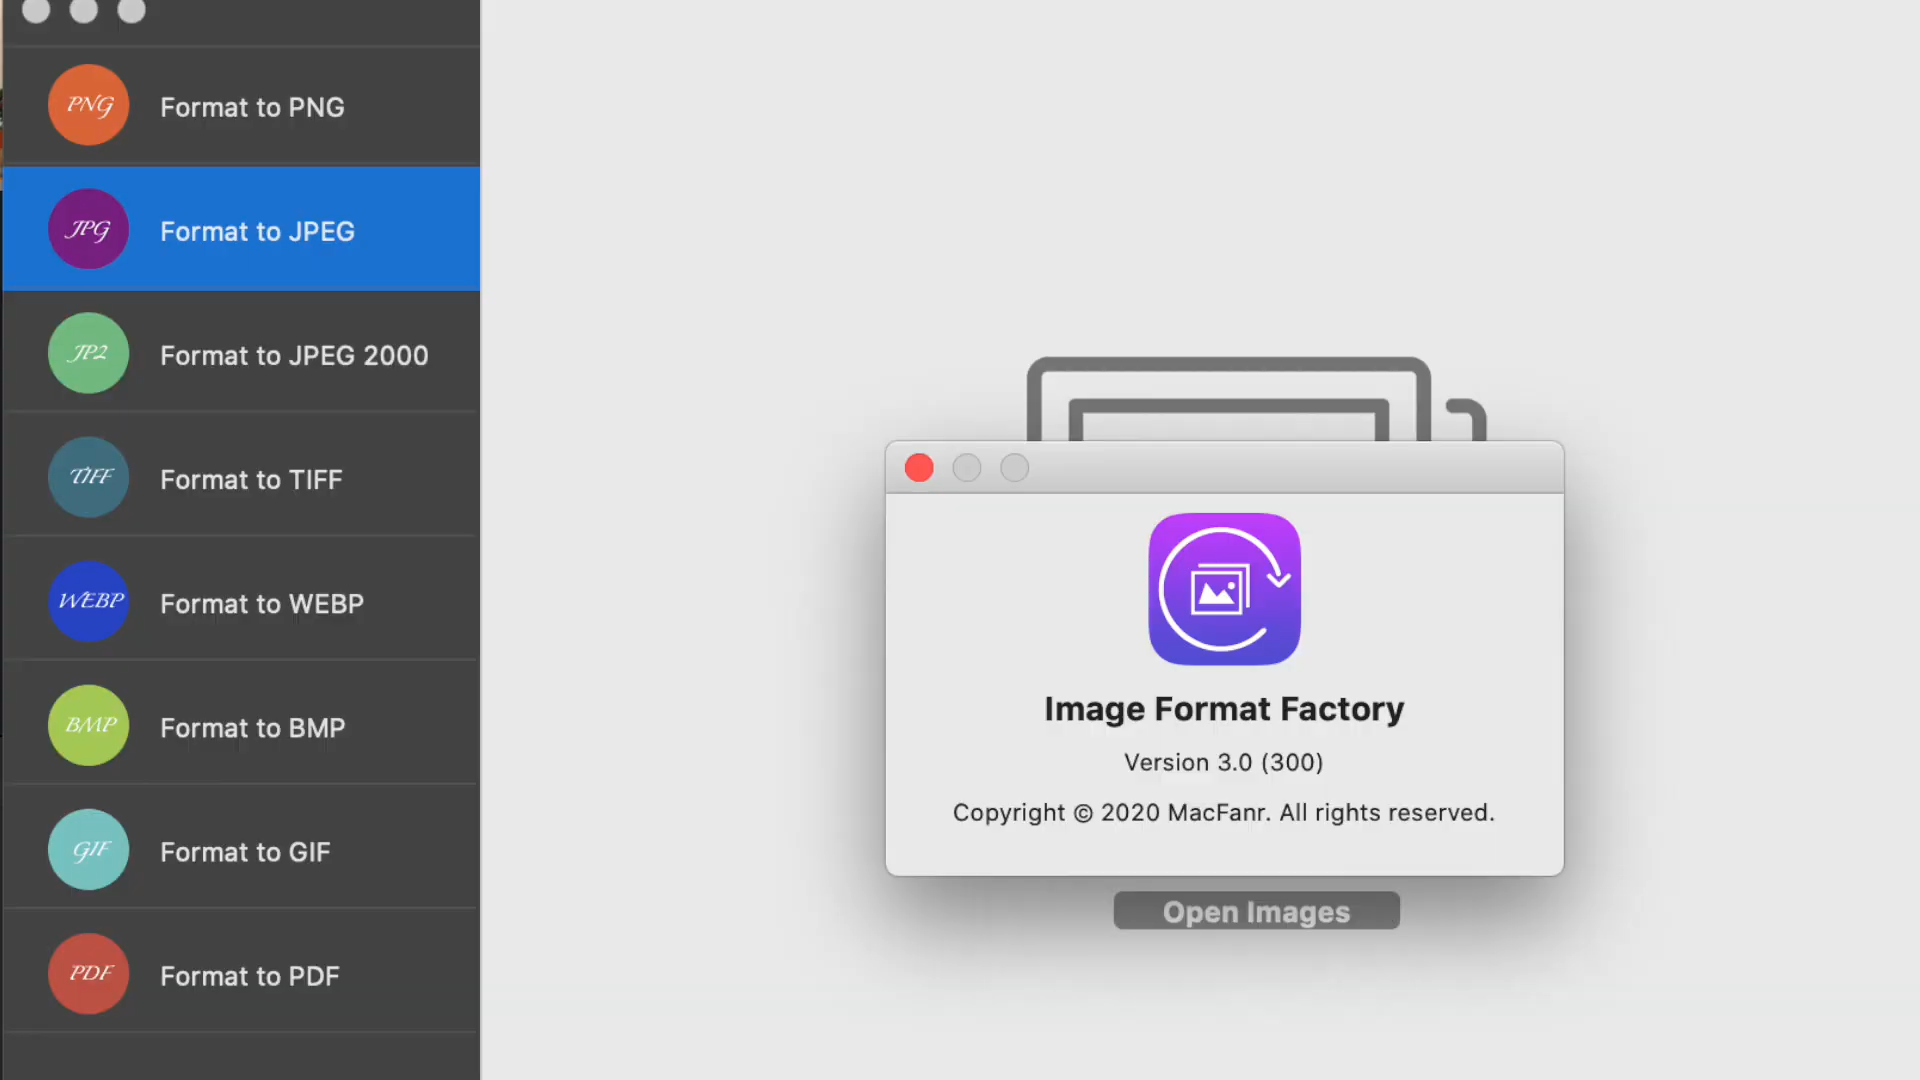 PNG
Format to PNG
JPG
Format to JPEG
JP2
Format to JPEG 2000
TIFF
Format to TIFF
WEBP
Format to WEBP
BMP
Format to BMP
GIF
Format to GIF
PDF
Format to PDF
Image Format Factory
Version 3.0 (300)
Copyright © 2020 MacFanr. All rights reserved.
Open Images